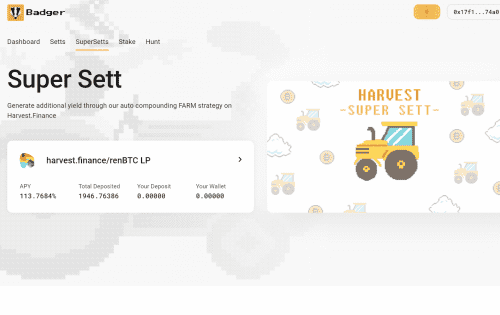 Badger
0x17f1...74a0
Dashboard Setts SuperSetts Stake Hunt
Super Sett
Generate additional yield through our auto compounding FARM strategy on
Harvest.Finance
HARVEST
-SUPER SETT-
harvest.finance/renBTC LP
APY Total Deposited Your Deposit Your Wallet
113.7684% 1946.76386 0.00000 0.00000